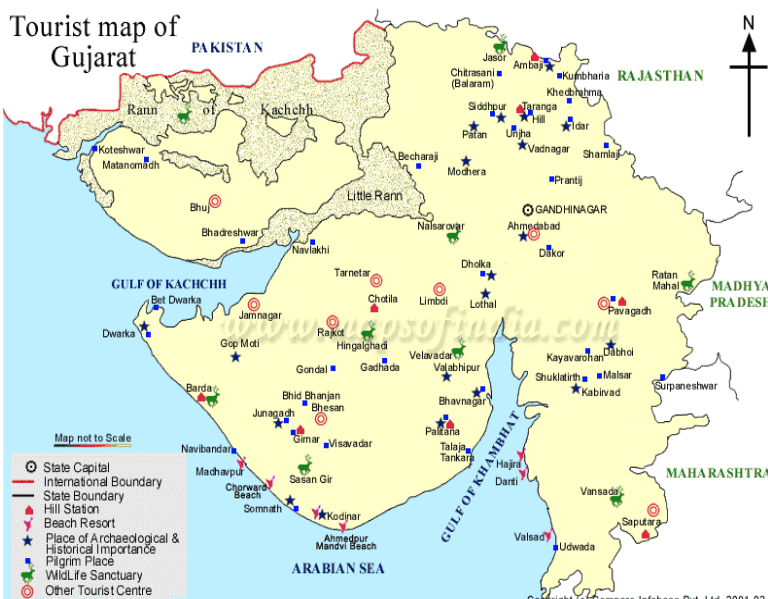 Tourist map of
Gujarat
PAKISTAN
N
RAJASTHAN
Jasor
Ambaji
Chitrasani
(Balaram)
Kumbharia
Khedbrahma
Rann of Kachchh
Siddhpur
Taranga
Hill
Idar
Patan
Unjha
Koteshwar
Matanomadh
Becharaji
Vadnagar
Shamlaji
Modhera
Prantij
Little Rann
Bhuj
GANDHINAGAR
Nalsarovar
Ahmedabad
Bhadreshwar
Navlakhi
Dakor
Dholka
Tarnetar
Ratan
Mahal
GULF OF KACHCHH
MADHYA
PRADESH
Bet Dwarka
Chotila
Limbdi
Lothal
Jamnagar
Pavagadh
www.mapsofindia.com
Dwarka
Rajkot
Hingalghadi
Gop Moti
Velavadar
Kayavarohan
Dabhoi
Gondal
Gadhada
Valabhipur
Shuklatirth
Malsar
Surpaneshwar
Barda
Kabirvad
Bhid Bhanjan
Bhesan
Bhavnagar
Junagadh
Palitana
Map not to Scale
Girnar
Visavadar
Navibandar
Talaja
Tankara
GULF OF KHAMBHAT
Hajira
Madhavpur
MAHARASHTRA
State Capital
International Boundary
State Boundary
Hill Station
Beach Resort
Place of Archaeological &
Historical Importance
Pilgrim Place
WildLife Sanctuary
Other Tourist Centre
Sasan Gir
Danti
Chorward
Beach
Vansada
Somnath
Kodinar
Saputara
Ahmedpur
Mandvi Beach
Valsad
Udwada
ARABIAN SEA